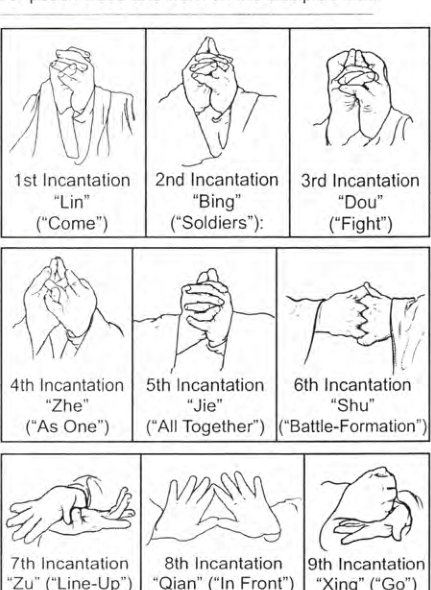 1st Incantation
"Lin"
("Come")
2nd Incantation
"Bing"
("Soldiers"):
3rd Incantation
"Dou"
("Fight")
4th Incantation
"Zhe"
("As One")
5th Incantation
"Jie"
("All Together")
6th Incantation
"Shu"
("Battle-Formation")
7th Incantation
"Zu" ("Line-Up")
8th Incantation
"Qian" ("In Front")
9th Incantation
"Xing" ("Go")